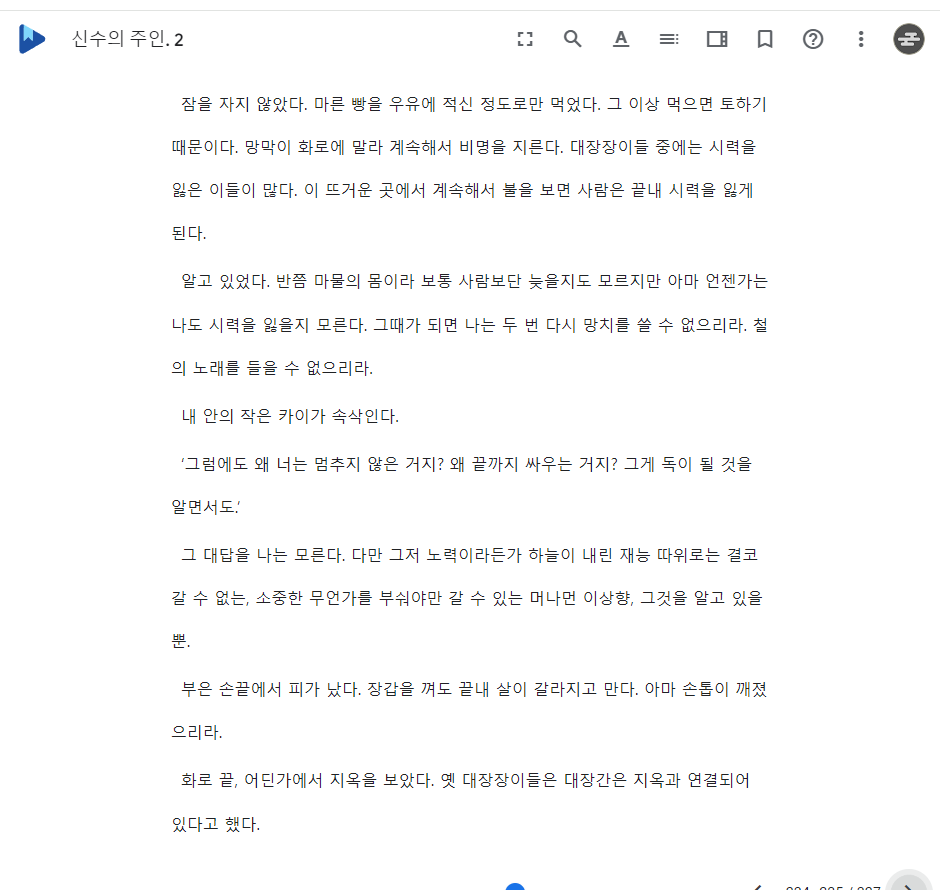 신수의 주인. 2
잠을 자지 않았다. 마른 빵을 우유에 적신 정도로만 먹었다. 그 이상 먹으면 토하기
때문이다. 망막이 화로에 말라 계속해서 비명을 지른다. 대장장이들 중에는 시력을
잃은 이들이 많다. 이 뜨거운 곳에서 계속해서 불을 보면 사람은 끝내 시력을 잃게
된다.
알고 있었다. 반쯤 마물의 몸이라 보통 사람보단 늦을지도 모르지만 아마 언젠가는
나도 시력을 잃을지 모른다. 그때가 되면 나는 두 번 다시 망치를 쓸 수 없으리라. 철
의 노래를 들을 수 없으리라.
내 안의 작은 카이가 속삭인다.
‘그럼에도 왜 너는 멈추지 않은 거지? 왜 끝까지 싸우는 거지? 그게 독이 될 것을
알면서도.‘
그 대답을 나는 모른다. 다만 그저 노력이라든가 하늘이 내린 재능 따위로는 결코
갈 수 없는, 소중한 무언가를 부숴야만 갈 수 있는 머나먼 이상향, 그것을 알고 있을
뿐.
부은 손끝에서 피가 났다. 장갑을 껴도 끝내 살이 갈라지고 만다. 아마 손톱이 깨졌
으리라.
화로 끝, 어딘가에서 지옥을 보았다. 옛 대장장이들은 대장간은 지옥과 연결되어
있다고 했다.